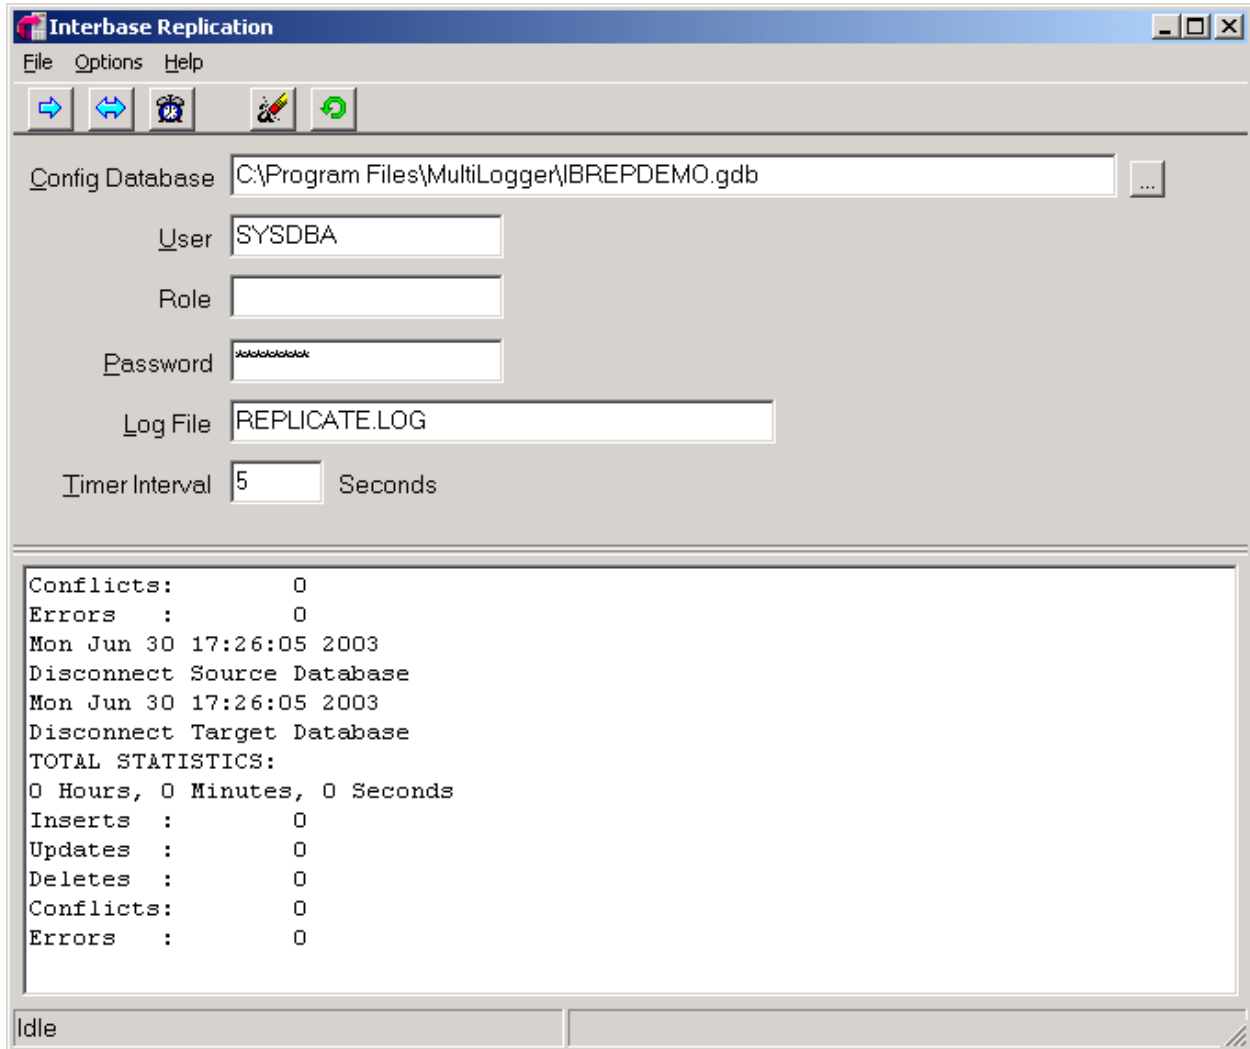 Interbase Replication
File Options Help
Config Database C:\Program Files\MultiLogger\IBREPDEMO.gdb ...
User SYSDBA
Role
Password *********
Log File REPLICATE.LOG
Timer Interval 5 Seconds
Conflicts: 0
Errors : 0
Mon Jun 30 17:26:05 2003
Disconnect Source Database
Mon Jun 30 17:26:05 2003
Disconnect Target Database
TOTAL STATISTICS:
0 Hours, 0 Minutes, 0 Seconds
Inserts : 0
Updates : 0
Deletes : 0
Conflicts: 0
Errors : 0
Idle